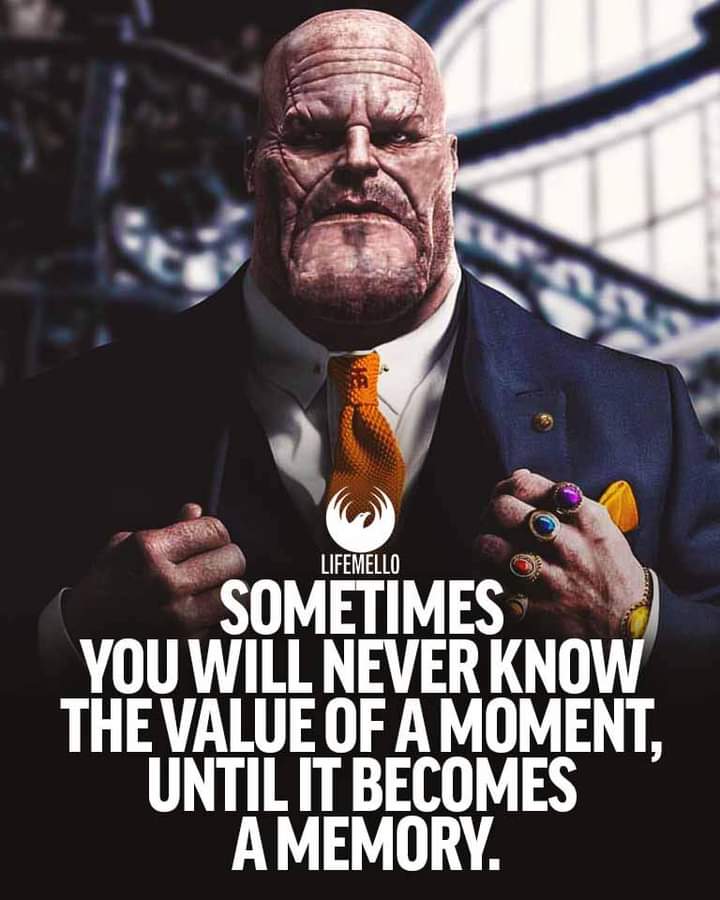 LIFEMELLO
SOMETIMES
YOU WILL NEVER KNOW
THE VALUE OF A MOMENT,
UNTIL IT BECOMES
A MEMORY.